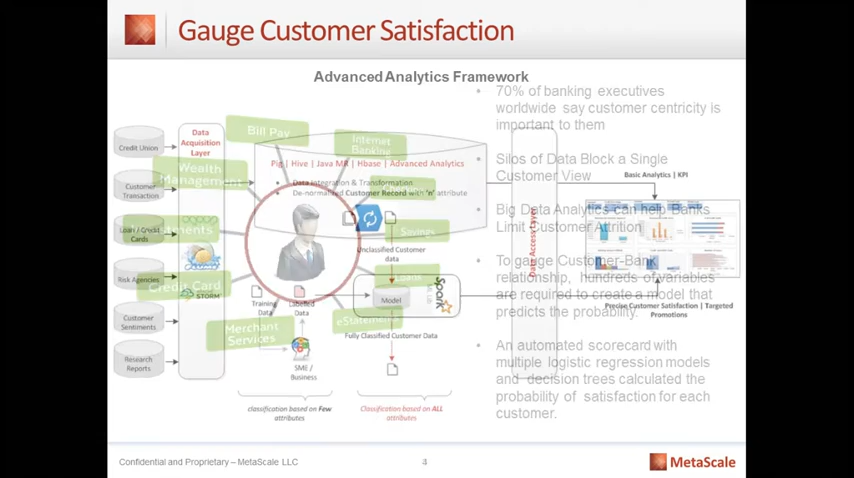 Gauge Customer Satisfaction
Advanced Analytics Framework
70% of banking executives
worldwide say customer centricity is
important to them
Silos of Data Block a Single
Customer View
Big Data Analytics can help Banks
Limit Customer Attrition
To gauge Customer-Bank
relationship, hundreds of variables
are required to create a model that
predicts the probability.
An automated scorecard with
multiple logistic regression models
and decision trees calculated the
probability of satisfaction for each
customer.
Credit Union
Customer
Transaction
Loan / Credit
Cards
Risk Agencies
Customer
Sentiments
Research
Reports
Data
Acquisition
Layer
STORM
Bill Pay
Internet
Banking
Wealth
Management
Savings
Credit Card
Merchant
Services
eStatement
Pig | Hive | Java MR | Hbase | Advanced Analytics
Data Integration & Transformation
De-normalized Customer Record with 'n' attribute
Unclassified Customer
data
Training
Data
Labelled
Data
Model
Spark
Fully Classified Customer Data
SME /
Business
classification based on Few
attributes
Classification based on ALL
attributes
Data Access Layer
Basic Analytics | KPI
Precise Customer Satisfaction | Targeted
Promotions
Confidential and Proprietary – MetaScale LLC
4
MetaScale